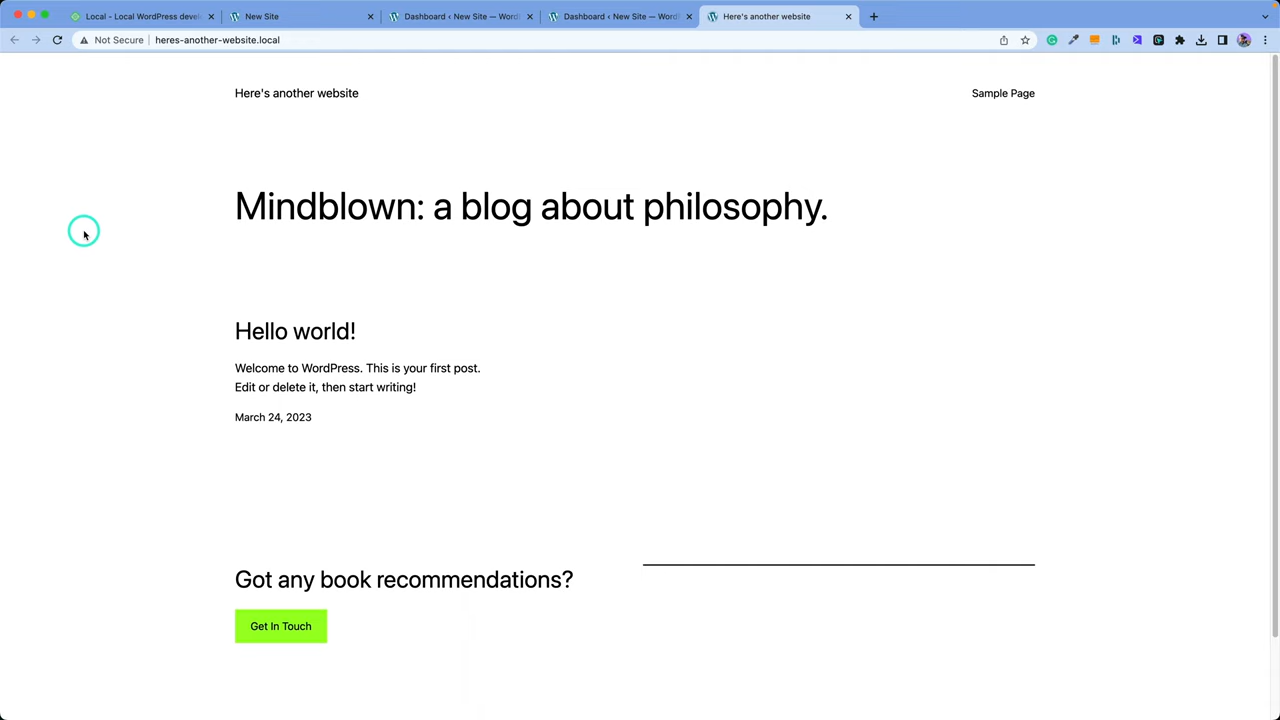 Local - Local WordPress devel
New Site
Dashboard ‹ New Site — WordP
Dashboard ‹ New Site — WordP
Here's another website
Not Secure
heres-another-website.local
Here's another website
Sample Page
Mindblown: a blog about philosophy.
Hello world!
Welcome to WordPress. This is your first post.
Edit or delete it, then start writing!
March 24, 2023
Got any book recommendations?
Get In Touch